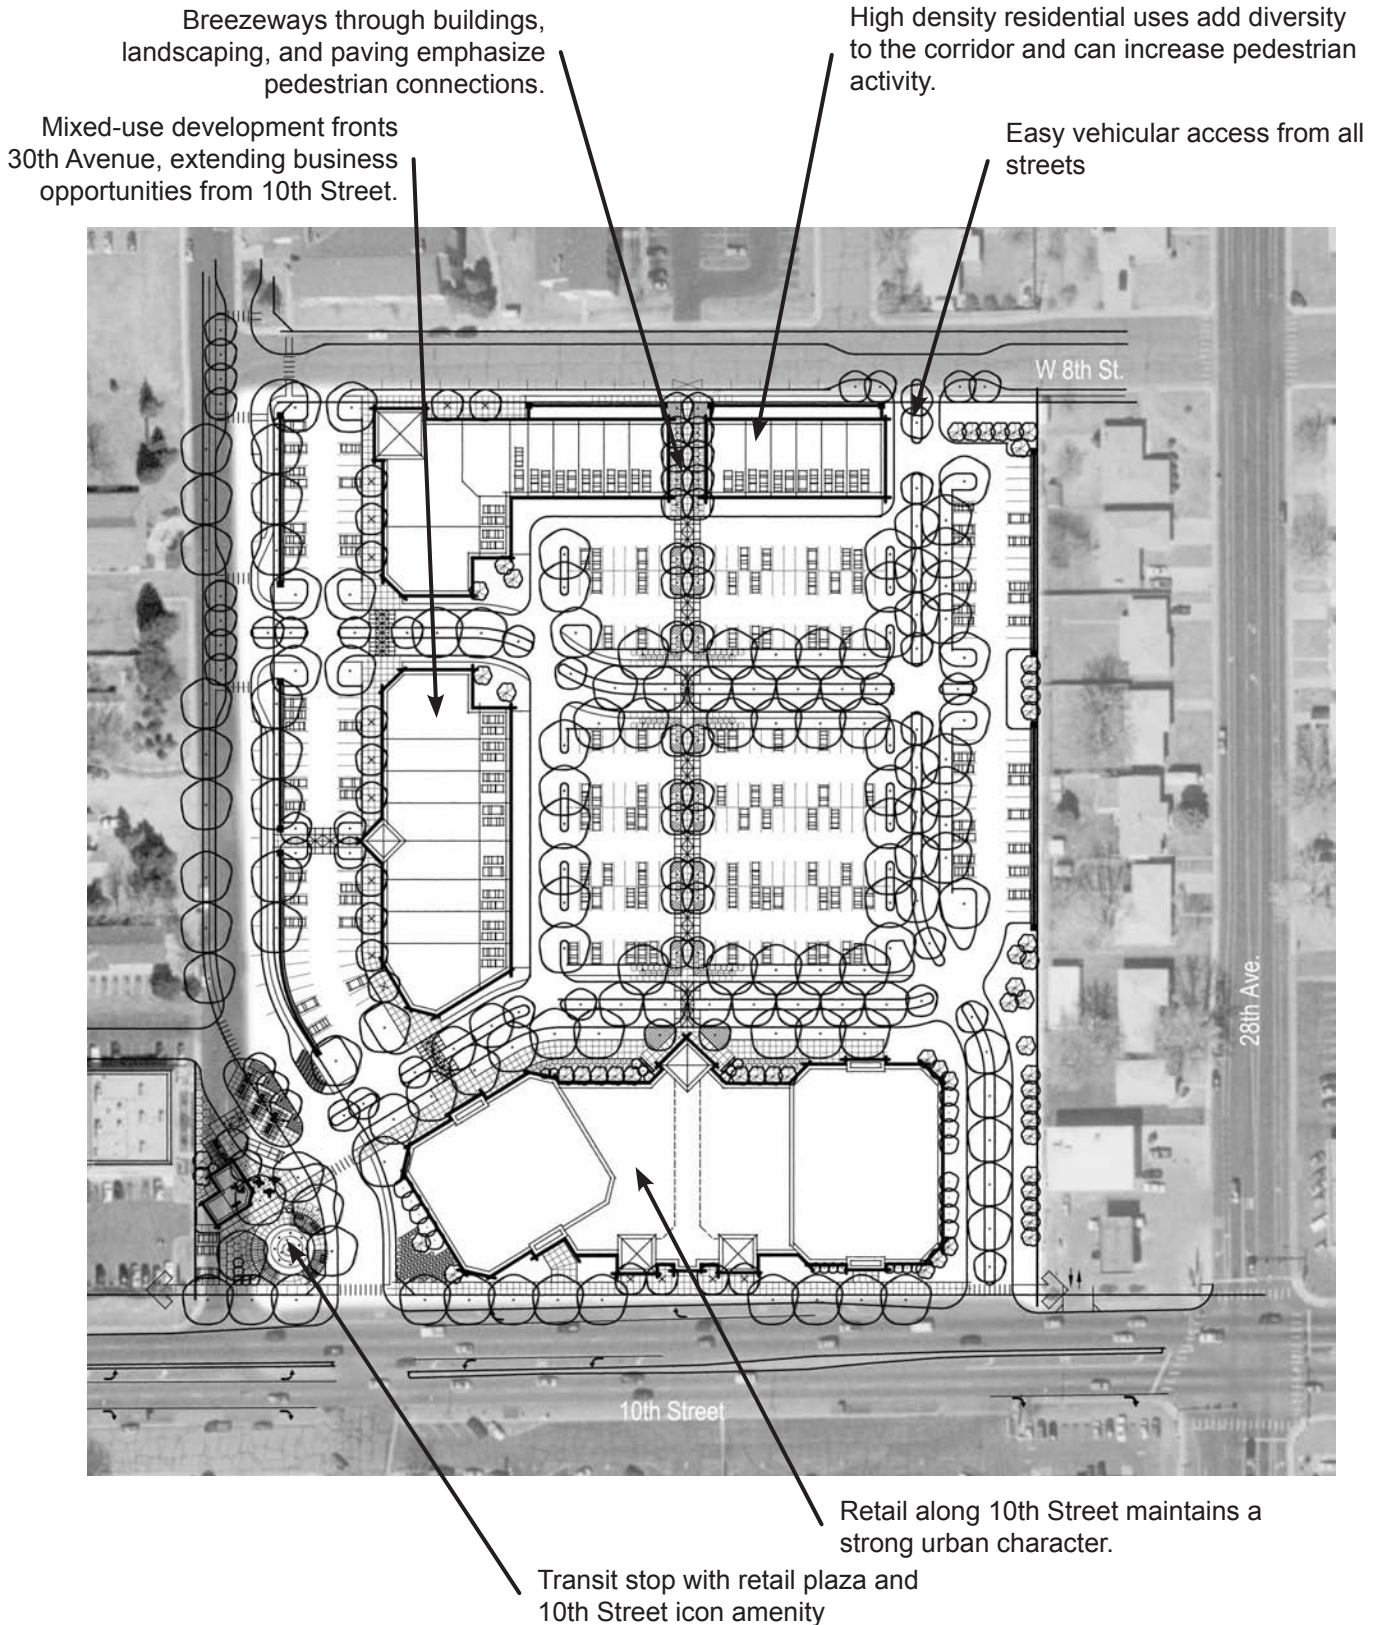 Breezeways through buildings,
landscaping, and paving emphasize
pedestrian connections.
High density residential uses add diversity
to the corridor and can increase pedestrian
activity.
Mixed-use development fronts
30th Avenue, extending business
opportunities from 10th Street.
Easy vehicular access from all
streets
W 8th St.
28th Ave.
10th Street
Retail along 10th Street maintains a
strong urban character.
Transit stop with retail plaza and
10th Street icon amenity